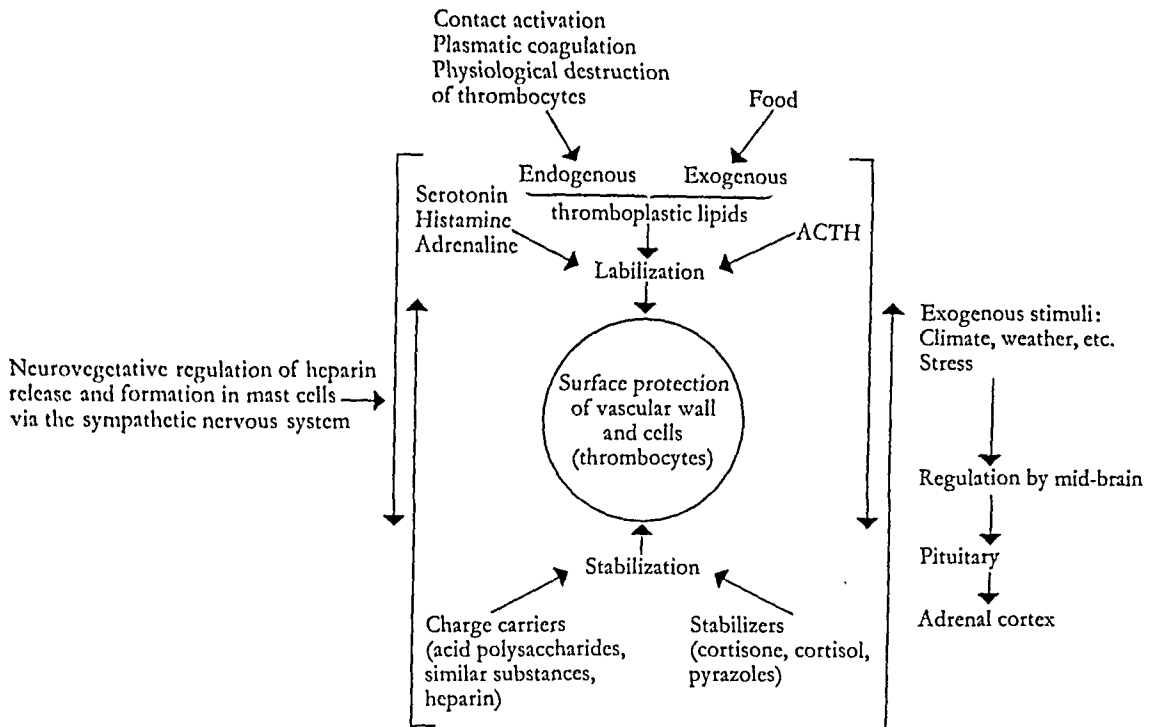 Contact activation
Plasmatic coagulation
Physiological destruction
of thrombocytes
Food
Endogenous
Exogenous
thromboplastic lipids
Serotonin
Histamine
Adrenaline
ACTH
Labilization
Exogenous stimuli:
Climate, weather, etc.
Stress
Neurovegetative regulation of heparin
release and formation in mast cells
via the sympathetic nervous system
Surface protection
of vascular wall
and cells
(thrombocytes)
Regulation by mid-brain
Pituitary
Stabilization
Adrenal cortex
Charge carriers
(acid polysaccharides,
similar substances,
heparin)
Stabilizers
(cortisone, cortisol,
pyrazoles)